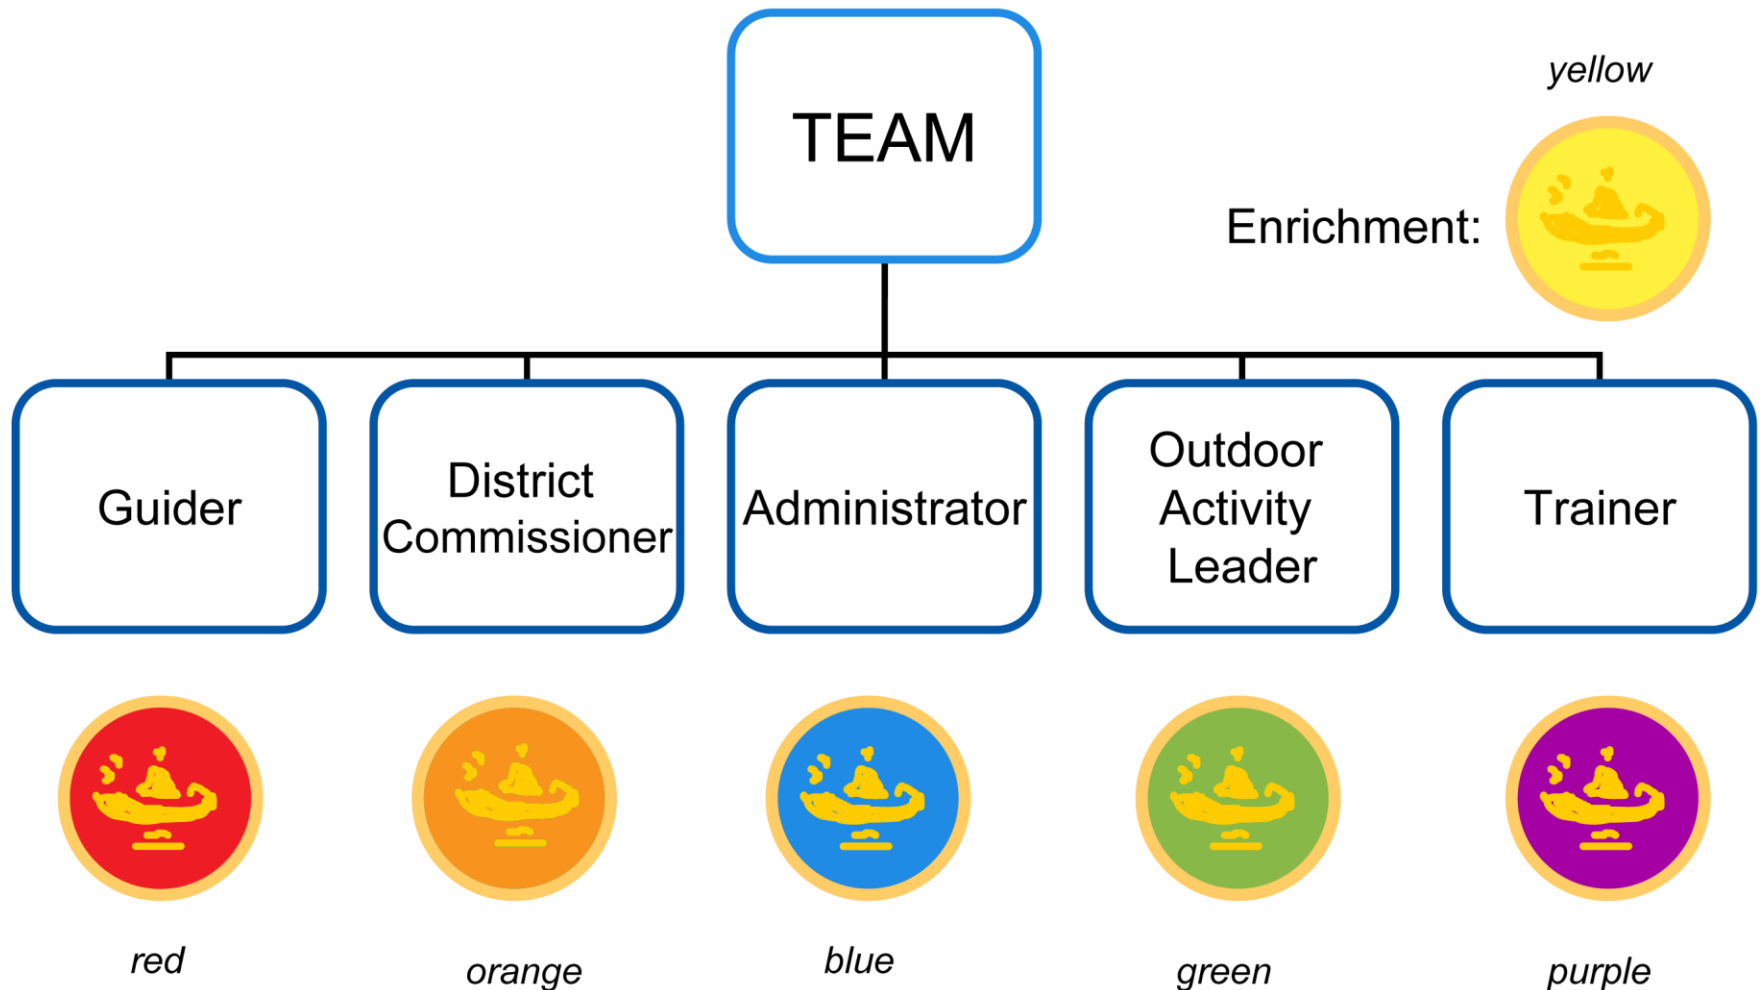 TEAM
yellow
Enrichment:
Guider
District
Commissioner
Administrator
Outdoor
Activity
Leader
Trainer
red
orange
blue
green
purple